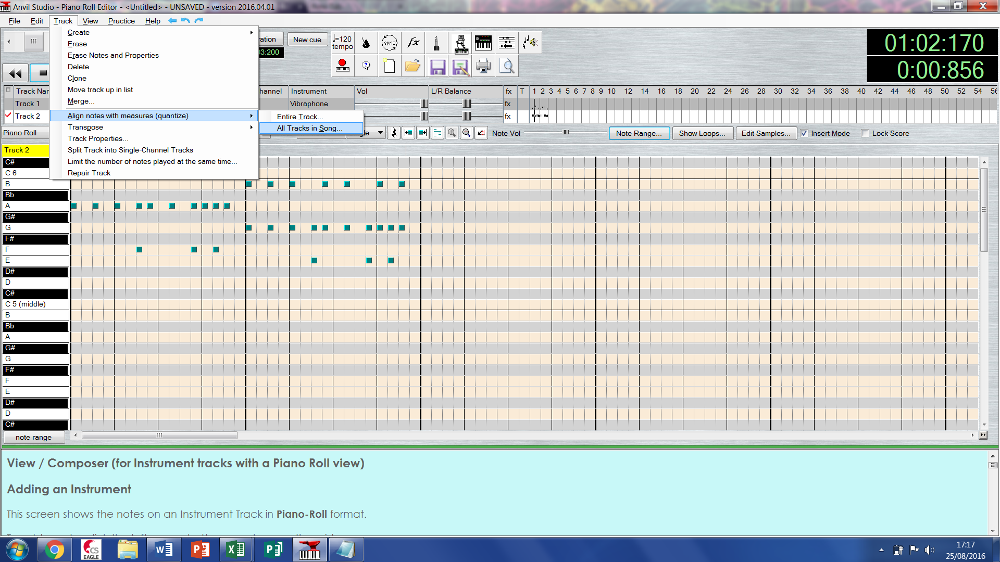 Anvil Studio - Piano Roll Editor - <Untitled> - UNSAVED - version 2016.04.01
File Edit Track View Practice Help
Create
Erase
Erase Notes and Properties
Delete
Clone
Move track up in list
Merge...
Align notes with measures (quantize)
Transpose
Track Properties...
Split Track into Single-Channel Tracks
Limit the number of notes played at the same time...
Repair Track
Entire Track...
All Tracks in Song...
New cue
=120
tempo
sync
fx
01:02:170
0:00:856
Instrument Vol L/R Balance fx T 1 2 3 4 5 6 7 8 9 10 12 14 16 18 20 22 24 26 28 30 32 34 36 38 40 42 44 46 48 50 52 54 56
Track 1 Vibraphone fx
Track 2 fx
Piano Roll Note Vol Note Range... Show Loops... Edit Samples... Insert Mode Lock Score
Track 2
C#
C 6
B
Bb
A
G#
G
F#
F
E
D#
D
C#
C 5 (middle)
B
Bb
A
G#
G
F#
F
E
D#
D
C#
note range
View / Composer (for Instrument tracks with a Piano Roll view)
Adding an Instrument
This screen shows the notes on an Instrument Track in Piano-Roll format.
CS
EAGLE
17:17
25/08/2016